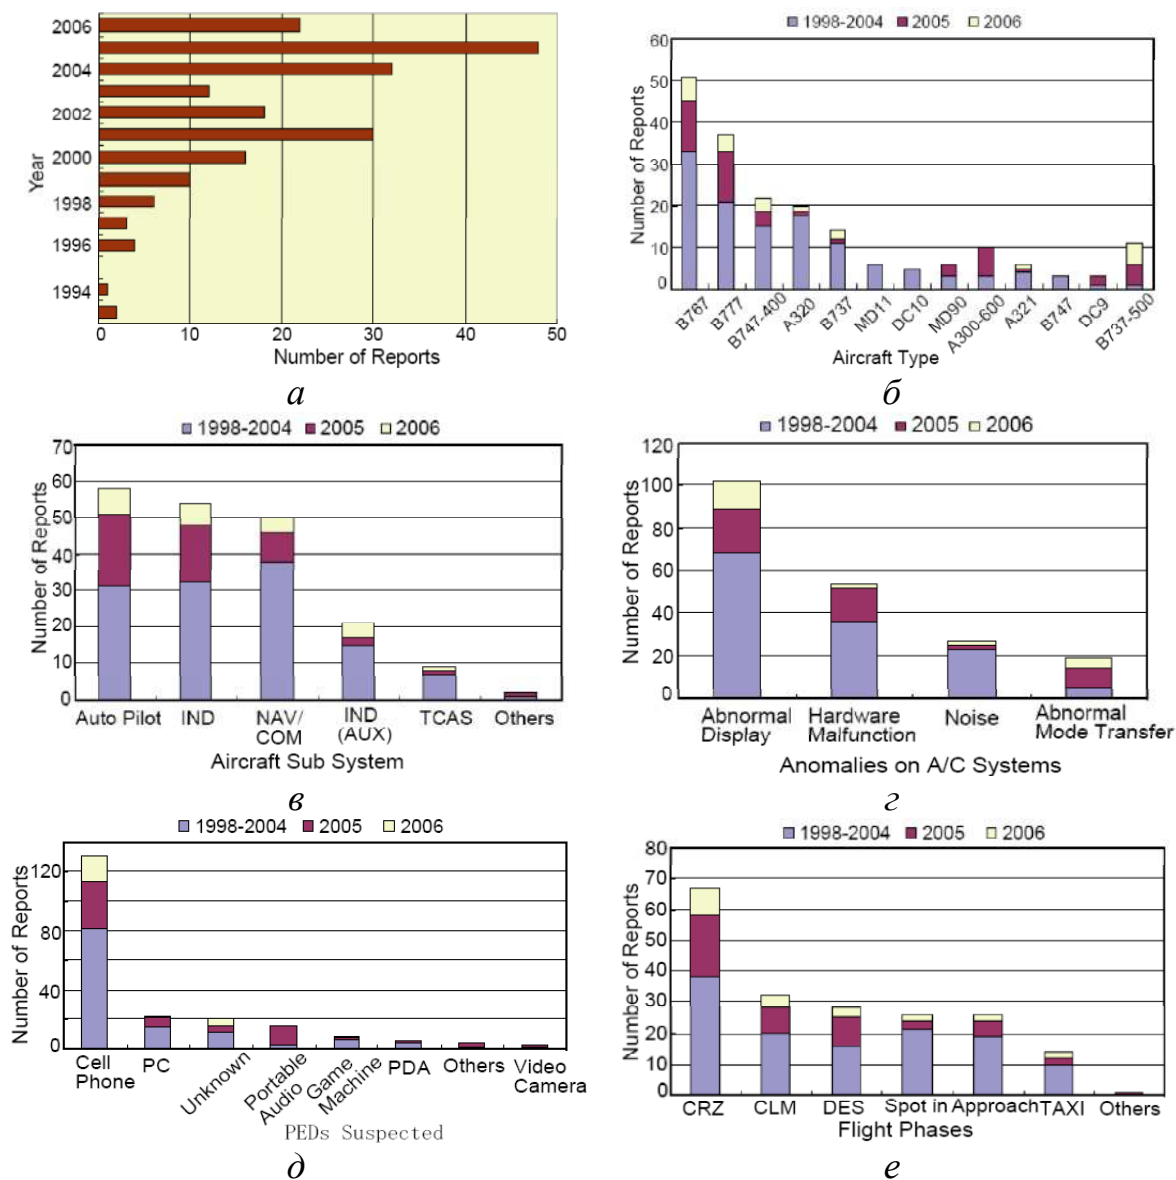 2006
2004
2002
2000
1998
1996
1994
Year
0 10 20 30 40 50
Number of Reports
а
1998-2004 2005 2006
60
50
40
30
20
10
0
Number of Reports
B767 B777 B747-400 A320 B737 MD11 DC10 MD90 A300-600 A321 B747 DC9 B737-500
Aircraft Type
б
1998-2004 2005 2006
70
60
50
40
30
20
10
0
Number of Reports
Auto Pilot IND NAV/ IND TCAS Others
COM (AUX)
Aircraft Sub System
в
1998-2004 2005 2006
120
100
80
60
40
20
0
Number of Reports
Abnormal Hardware Noise Abnormal
Display Malfunction Mode Transfer
Anomalies on A/C Systems
г
1998-2004 2005 2006
120
80
40
0
Number of Reports
Cell PC Unknown Portable Game PDA Others Video
Phone Audio Machine Camera
PEDs Suspected
д
1998-2004 2005 2006
80
70
60
50
40
30
20
10
0
Number of Reports
CRZ CLM DES Spot in Approach TAXI Others
Flight Phases
е